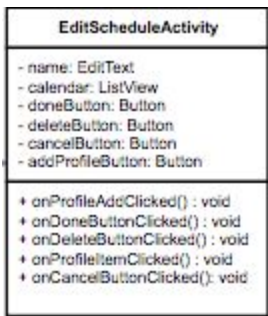 EditScheduleActivity
- name: EditText
- calendar: ListView
- doneButton: Button
- deleteButton: Button
- cancelButton: Button
- addProfileButton: Button
+ onProfileAddClicked() : void
+ onDoneButtonClicked() : void
+ onDeleteButtonClicked() : void
+ onProfileItemClicked() : void
+ onCancelButtonClicked(): void